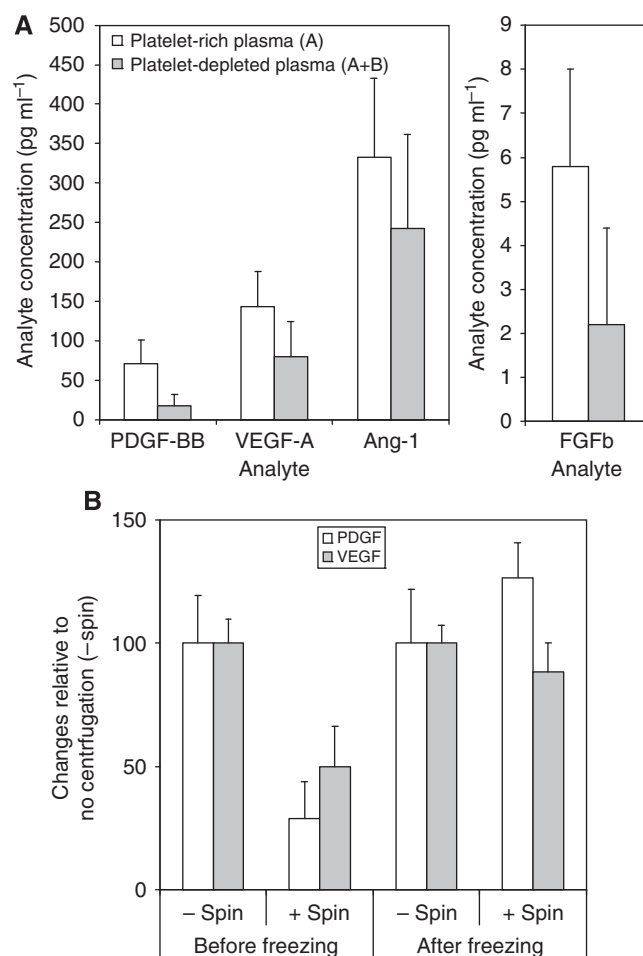 A
Analyte concentration (pg ml⁻¹)
500
450
400
350
300
250
200
150
100
50
0
Platelet-rich plasma (A)
Platelet-depleted plasma (A+B)
PDGF-BB VEGF-A Ang-1
Analyte
Analyte concentration (pg ml⁻¹)
9
8
7
6
5
4
3
2
1
0
FGFb
Analyte
B
Changes relative to
no centrfugation (–spin)
150
100
50
0
PDGF
VEGF
– Spin + Spin – Spin + Spin
Before freezing After freezing